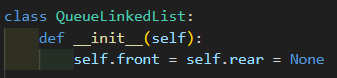 class QueueLinkedList:
    def __init__(self):
        self.front = self.rear = None